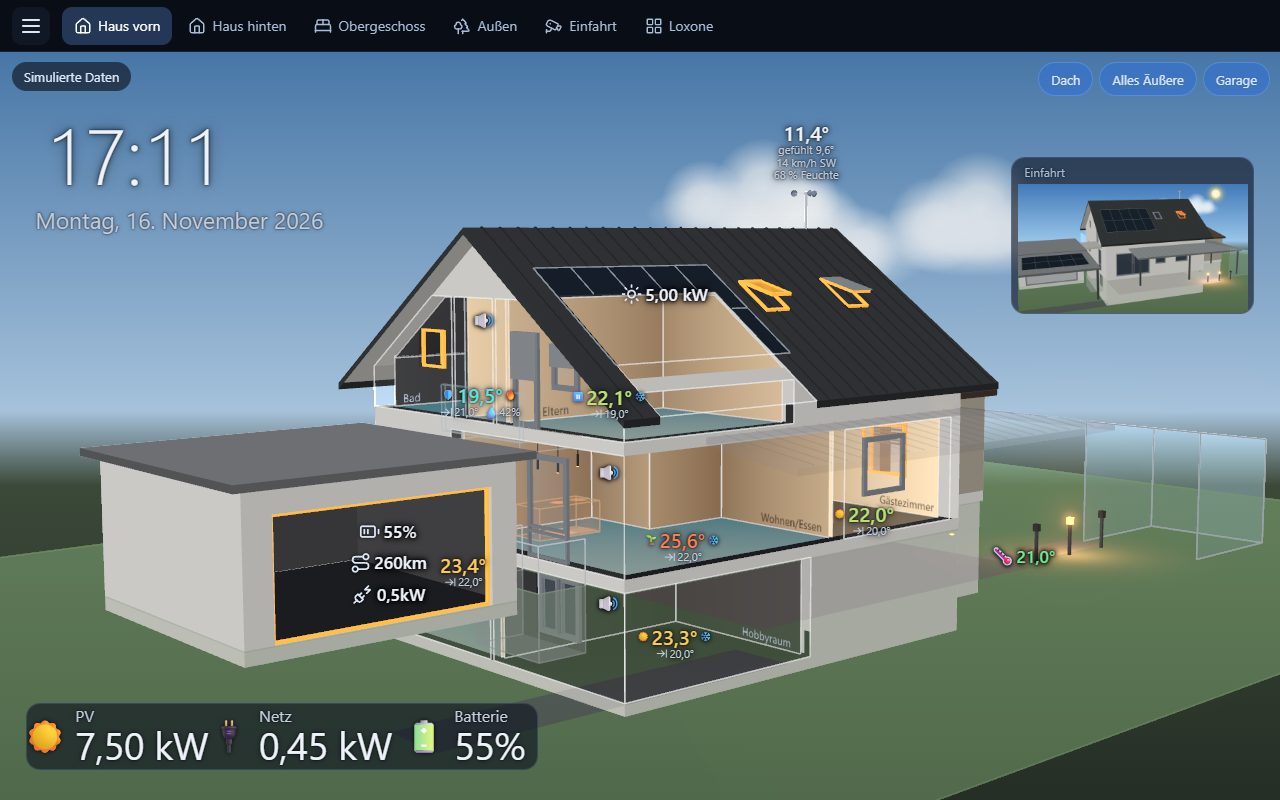 Haus vorn
Haus hinten
Obergeschoss
Außen
Einfahrt
Loxone
Simulierte Daten
Dach
Alles Äußere
Garage
17:11
Montag, 16. November 2026
11,4°
gefühlt 9,6°
14 km/h SW
68 % Feuchte
Einfahrt
5,00 kW
Bad
19,5°
21,0°
42%
Eltern
22,1°
19,0°
Gästezimmer
22,0°
20,0°
Wohnen/Essen
25,6°
22,0°
21,0°
55%
260km
23,4°
22,0°
0,5kW
Hobbyraum
23,3°
20,0°
PV
7,50 kW
Netz
0,45 kW
Batterie
55%